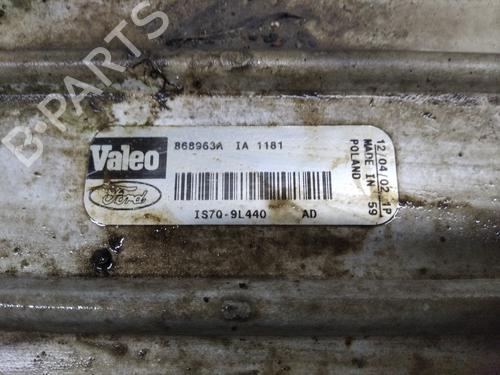 B-PARTS
Valeo
868963A IA 1181
Ford
IS7Q-9L440 AD
12/04/02 1P
MADE IN 59
POLAND